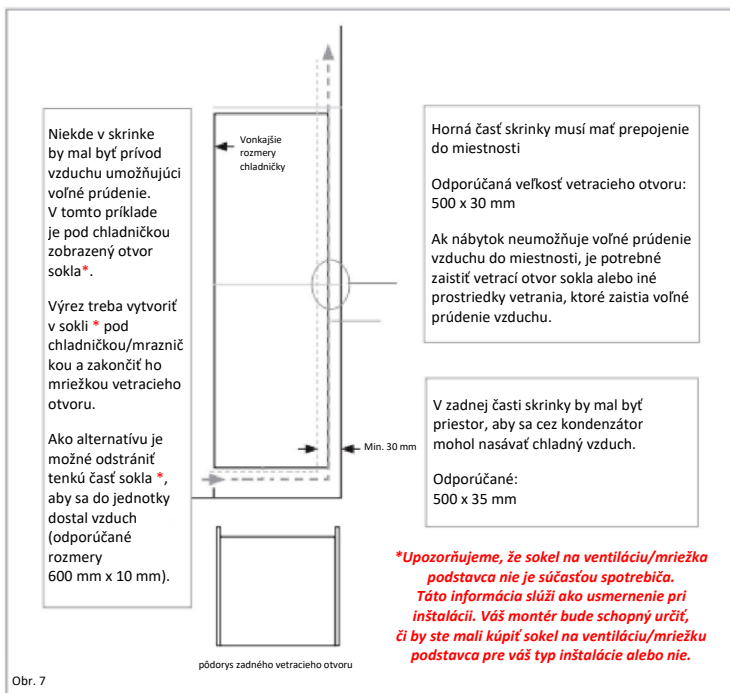 Niekde v skrinke
by mal byť prívod
vzduchu umožňujúci
voľné prúdenie.
V tomto príklade
je pod chladničkou
zobrazený otvor
sokla*.
Výrez treba vytvoriť
v sokli * pod
chladničkou/mraznič
kou a zakončiť ho
mriežkou vetracieho
otvoru.
Ako alternatívu je
možné odstrániť
tenkú časť sokla *,
aby sa do jednotky
dostal vzduch
(odporúčané
rozmery
600 mm x 10 mm).
Vonkajšie
rozmery
chladničky
Min. 30 mm
Horná časť skrinky musí mať prepojenie
do miestnosti
Odporúčaná veľkosť vetracieho otvoru:
500 x 30 mm
Ak nábytok neumožňuje voľné prúdenie
vzduchu do miestnosti, je potrebné
zaistiť vetrací otvor sokla alebo iné
prostriedky vetrania, ktoré zaistia voľné
prúdenie vzduchu.
V zadnej časti skrinky by mal byť
priestor, aby sa cez kondenzátor
mohol nasávať chladný vzduch.
Odporúčané:
500 x 35 mm
*Upozorňujeme, že sokel na ventiláciu/mriežka
podstavca nie je súčasťou spotrebiča.
Táto informácia slúži ako usmernenie pri
inštalácii. Váš montér bude schopný určiť,
či by ste mali kúpiť sokel na ventiláciu/mriežku
podstavca pre váš typ inštalácie alebo nie.
pôdorys zadného vetracieho otvoru
Obr. 7